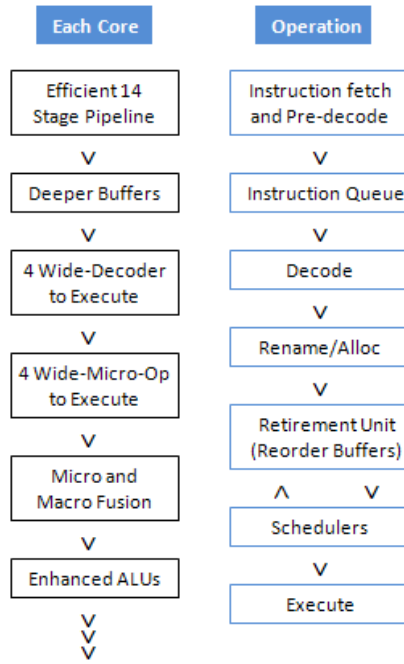 Each Core
Efficient 14
Stage Pipeline
Deeper Buffers
4 Wide-Decoder
to Execute
4 Wide-Micro-Op
to Execute
Micro and
Macro Fusion
Enhanced ALUs
Operation
Instruction fetch
and Pre-decode
Instruction Queue
Decode
Rename/Alloc
Retirement Unit
(Reorder Buffers)
Schedulers
Execute